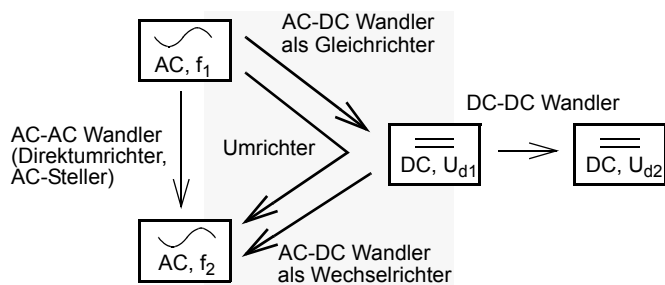 AC-DC Wandler
als Gleichrichter
AC, f1
DC-DC Wandler
AC-AC Wandler
(Direktumrichter,
AC-Steller)
Umrichter
DC, Ud1
DC, Ud2
AC, f2
AC-DC Wandler
als Wechselrichter